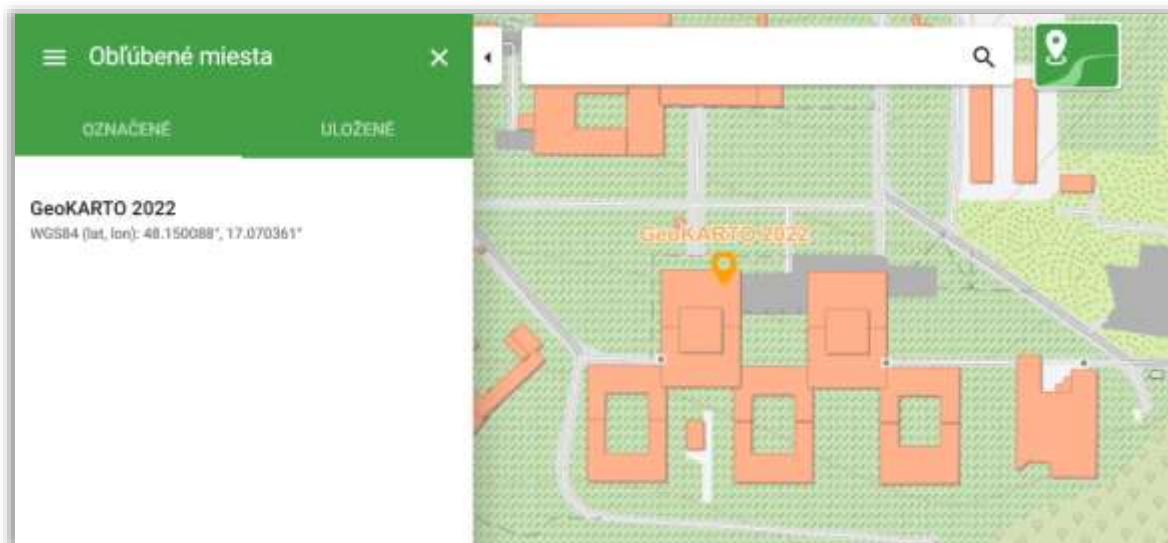 Obľúbené miesta
OZNAČENÉ
ULOŽENÉ
GeoKARTO 2022
WGS84 (lat, lon): 48.150088°, 17.070361°
GeoKARTO 2022